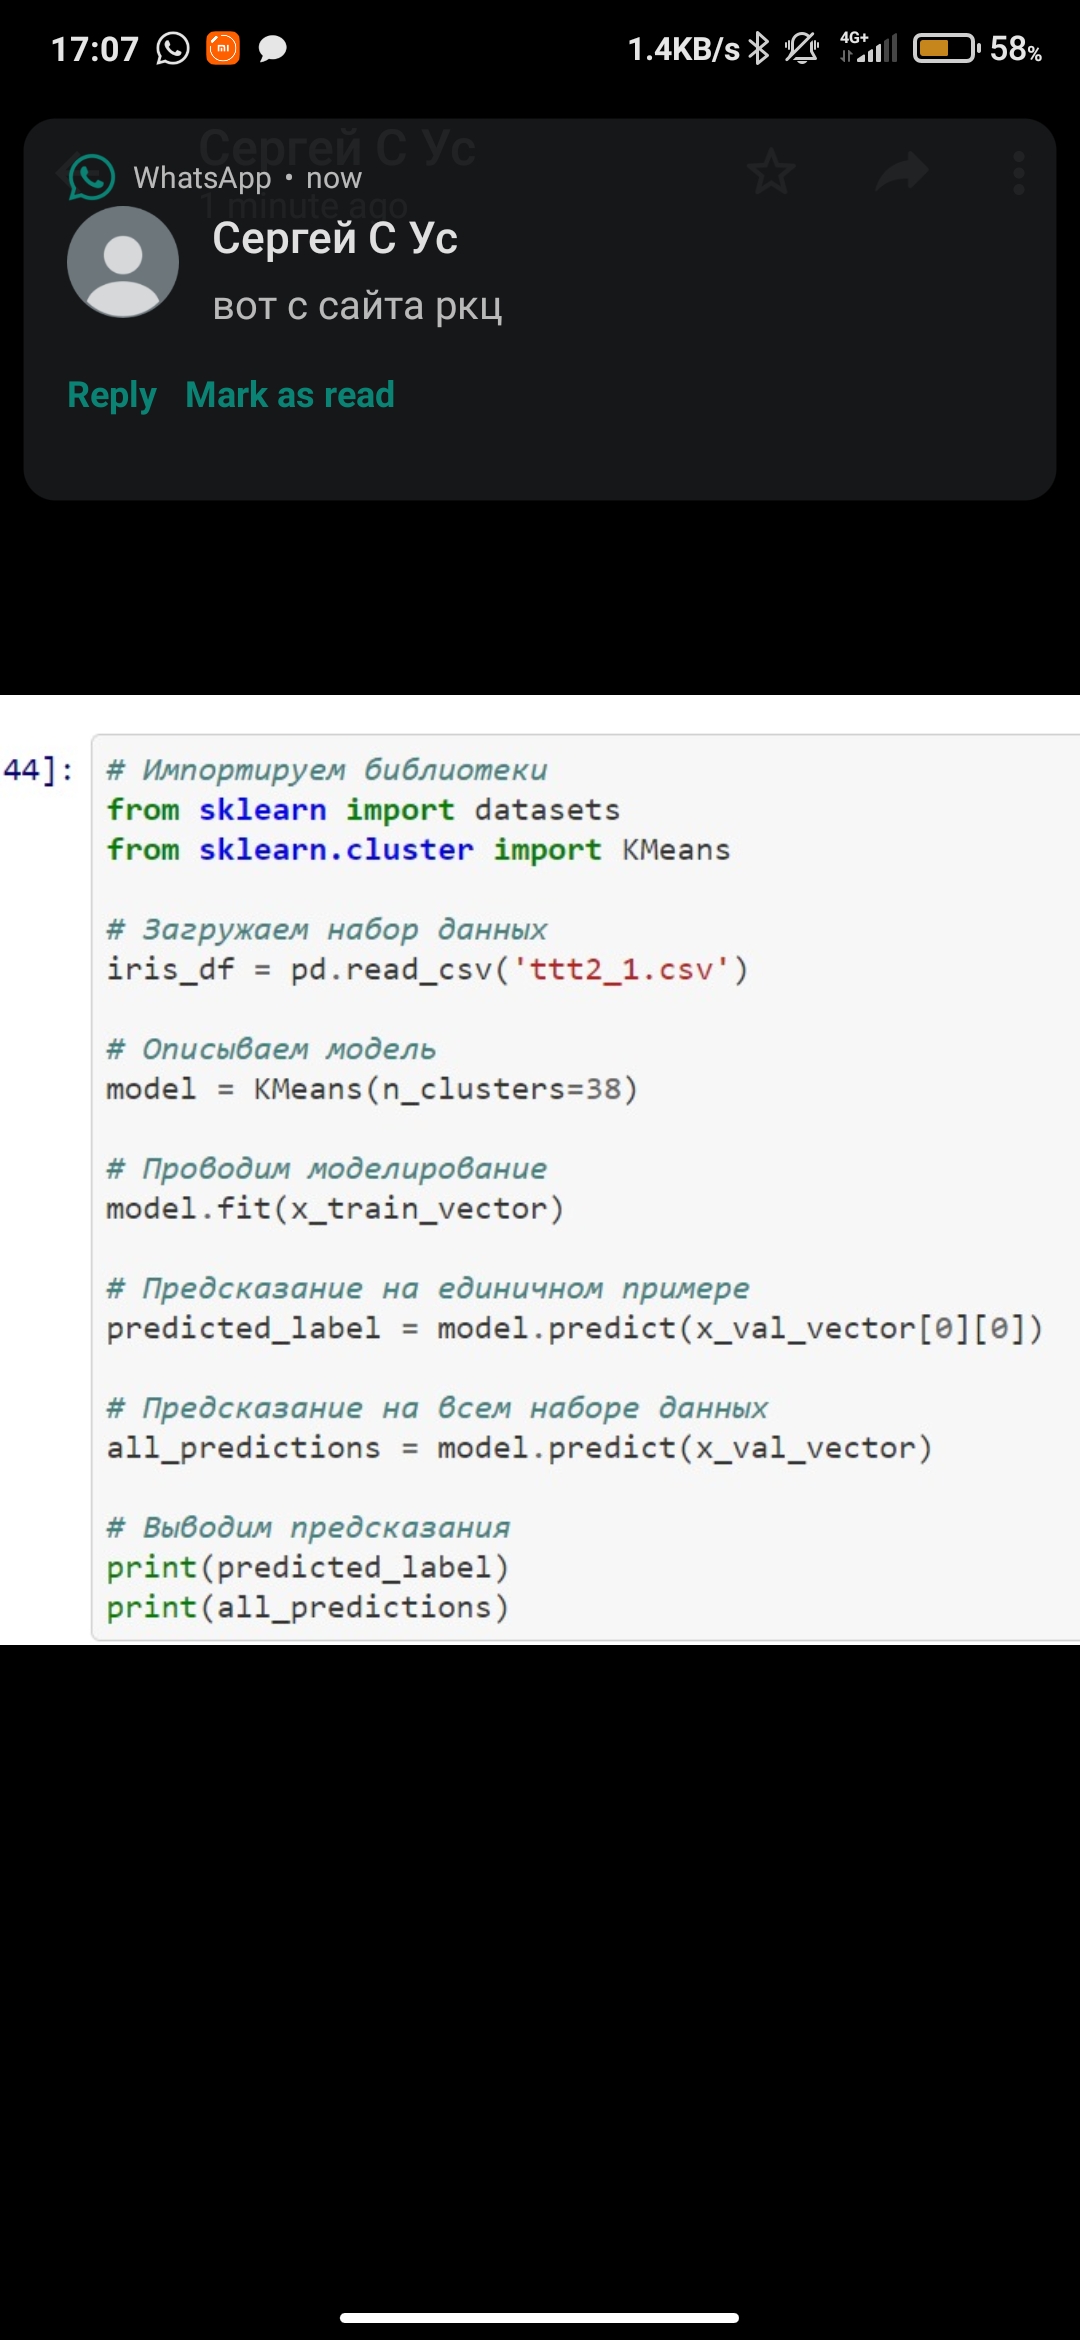 17:07 1.4KB/s 4G+ 58%
Сергей С Ус
WhatsApp • now
1 minute ago
Сергей С Ус
вот с сайта ркц
Reply Mark as read
44]:
# Импортируем библиотеки
from sklearn import datasets
from sklearn.cluster import KMeans
# Загружаем набор данных
iris_df = pd.read_csv('ttt2_1.csv')
# Описываем модель
model = KMeans(n_clusters=38)
# Проводим моделирование
model.fit(x_train_vector)
# Предсказание на единичном примере
predicted_label = model.predict(x_val_vector[0][0])
# Предсказание на всем наборе данных
all_predictions = model.predict(x_val_vector)
# Выводим предсказания
print(predicted_label)
print(all_predictions)